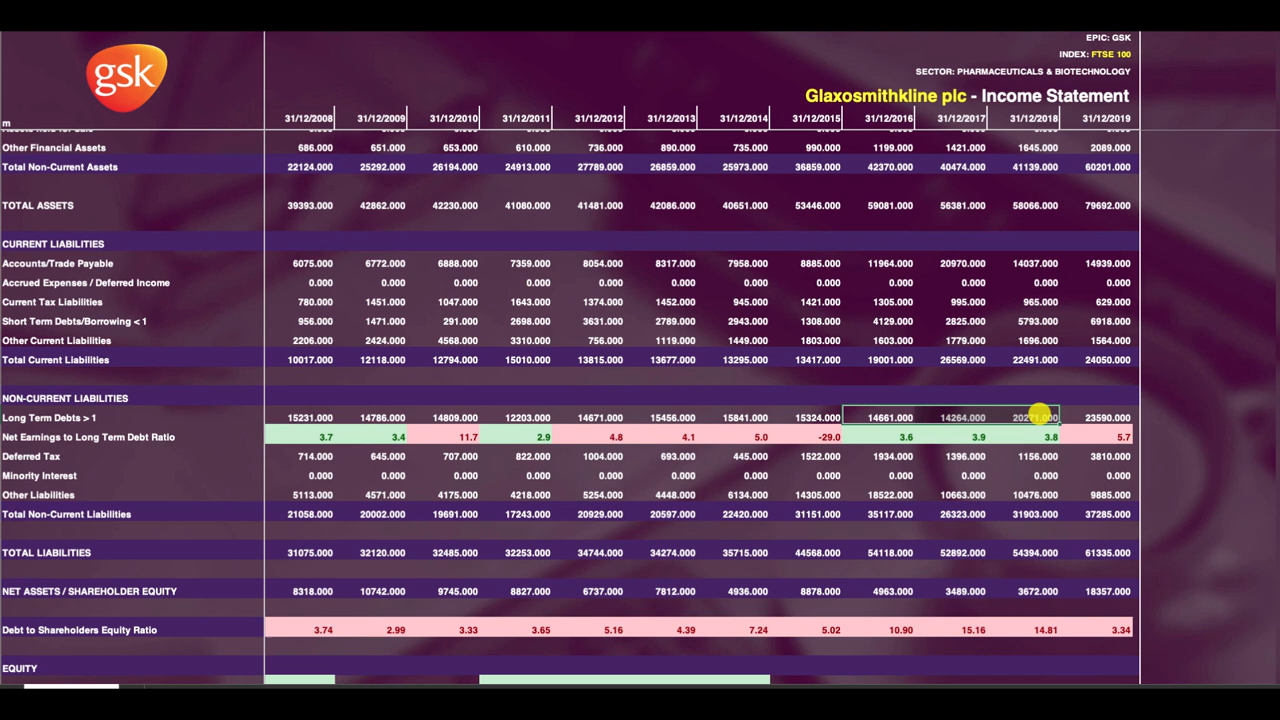 gsk
EPIC: GSK
INDEX: FTSE 100
SECTOR: PHARMACEUTICALS & BIOTECHNOLOGY
Glaxosmithkline plc - Income Statement
m 31/12/2008 31/12/2009 31/12/2010 31/12/2011 31/12/2012 31/12/2013 31/12/2014 31/12/2015 31/12/2016 31/12/2017 31/12/2018 31/12/2019
Other Financial Assets 686.000 651.000 653.000 610.000 736.000 890.000 735.000 990.000 1199.000 1421.000 1645.000 2089.000
Total Non-Current Assets 22124.000 25292.000 26194.000 24913.000 27789.000 26859.000 25973.000 36859.000 42370.000 40474.000 41139.000 60201.000
TOTAL ASSETS 39393.000 42862.000 42230.000 41080.000 41481.000 42086.000 40651.000 53446.000 59081.000 56381.000 58066.000 79692.000
CURRENT LIABILITIES
Accounts/Trade Payable 6075.000 6772.000 6888.000 7359.000 8054.000 8317.000 7958.000 8885.000 11964.000 20970.000 14037.000 14939.000
Accrued Expenses / Deferred Income 0.000 0.000 0.000 0.000 0.000 0.000 0.000 0.000 0.000 0.000 0.000 0.000
Current Tax Liabilities 780.000 1451.000 1047.000 1643.000 1374.000 1452.000 945.000 1421.000 1305.000 995.000 965.000 629.000
Short Term Debts/Borrowing < 1 956.000 1471.000 291.000 2698.000 3631.000 2789.000 2943.000 1308.000 4129.000 2825.000 5793.000 6918.000
Other Current Liabilities 2206.000 2424.000 4568.000 3310.000 756.000 1119.000 1449.000 1803.000 1603.000 1779.000 1696.000 1564.000
Total Current Liabilities 10017.000 12118.000 12794.000 15010.000 13815.000 13677.000 13295.000 13417.000 19001.000 26569.000 22491.000 24050.000
NON-CURRENT LIABILITIES
Long Term Debts > 1 15231.000 14786.000 14809.000 12203.000 14671.000 15456.000 15841.000 15324.000 14661.000 14264.000 20271.000 23590.000
Net Earnings to Long Term Debt Ratio 3.7 3.4 11.7 2.9 4.8 4.1 5.0 -29.0 3.6 3.9 3.8 5.7
Deferred Tax 714.000 645.000 707.000 822.000 1004.000 693.000 445.000 1522.000 1934.000 1396.000 1156.000 3810.000
Minority Interest 0.000 0.000 0.000 0.000 0.000 0.000 0.000 0.000 0.000 0.000 0.000 0.000
Other Liabilities 5113.000 4571.000 4175.000 4218.000 5254.000 4448.000 6134.000 14305.000 18522.000 10663.000 10476.000 9885.000
Total Non-Current Liabilities 21058.000 20002.000 19691.000 17243.000 20929.000 20597.000 22420.000 31151.000 35117.000 26323.000 31903.000 37285.000
TOTAL LIABILITIES 31075.000 32120.000 32485.000 32253.000 34744.000 34274.000 35715.000 44568.000 54118.000 52892.000 54394.000 61335.000
NET ASSETS / SHAREHOLDER EQUITY 8318.000 10742.000 9745.000 8827.000 6737.000 7812.000 4936.000 8878.000 4963.000 3489.000 3672.000 18357.000
Debt to Shareholders Equity Ratio 3.74 2.99 3.33 3.65 5.16 4.39 7.24 5.02 10.90 15.16 14.81 3.34
EQUITY